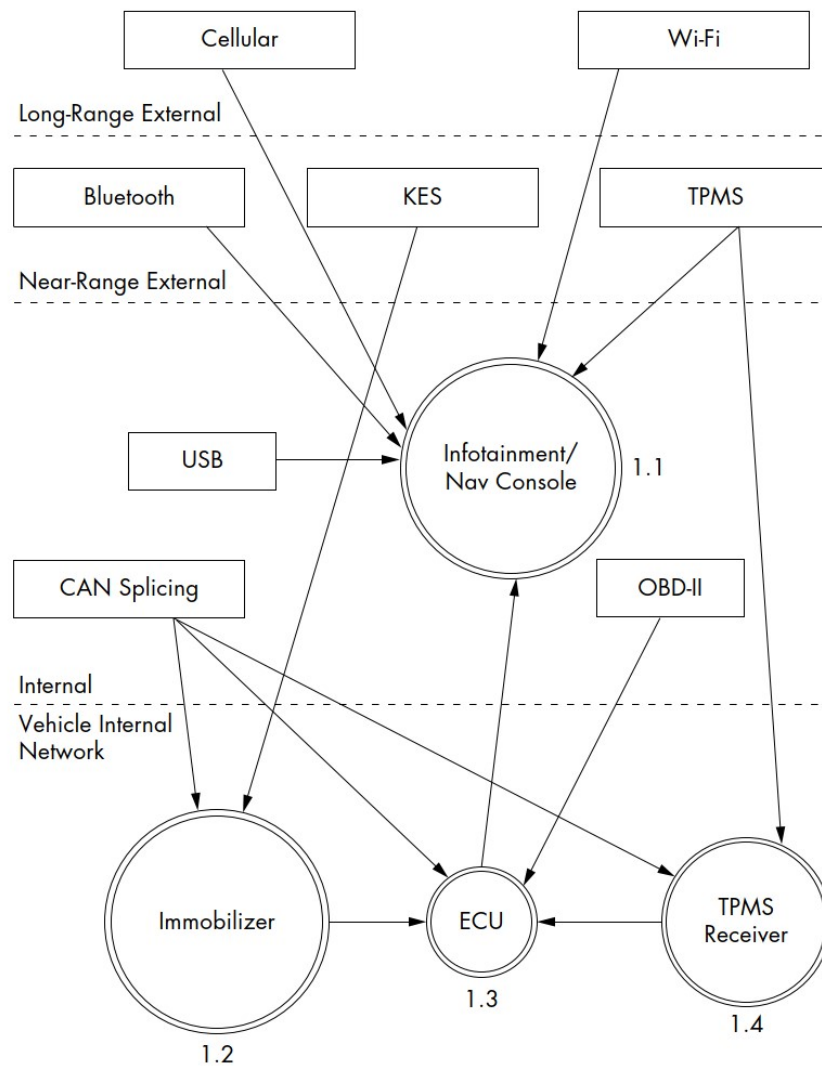 Cellular
Wi-Fi
Long-Range External
Bluetooth
KES
TPMS
Near-Range External
Infotainment/
Nav Console
1.1
USB
CAN Splicing
OBD-II
Internal
Vehicle Internal
Network
Immobilizer
ECU
TPMS
Receiver
1.3
1.4
1.2